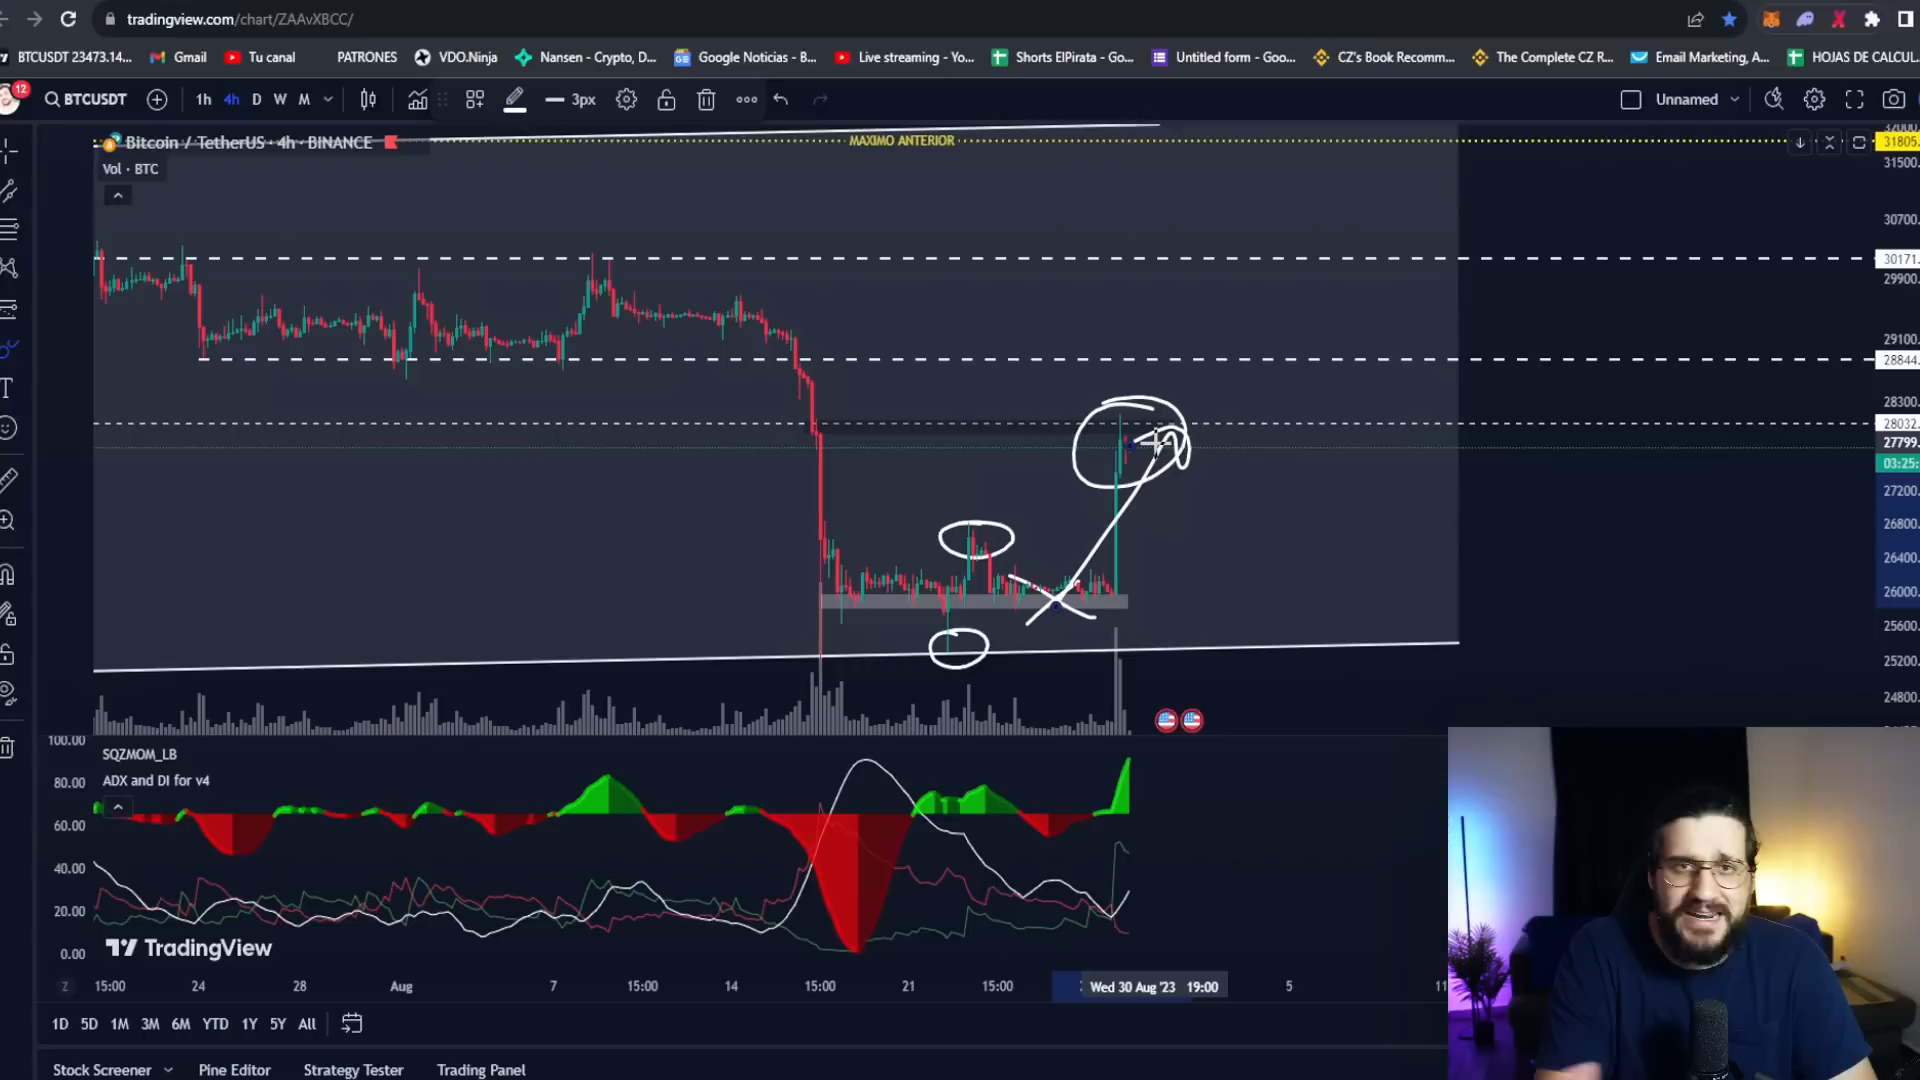 tradingview.com/chart/ZAAvXBCC/
BTCUSDT 23473.14... Gmail Tu canal PATRONES VDO.Ninja Nansen - Crypto, D... Google Noticias - B... Live streaming - Yo... Shorts ElPirata - Go... Untitled form - Goo... CZ's Book Recomm... The Complete CZ R... Email Marketing, A... HOJAS DE CALCUL
12
BTCUSDT 1h 4h D W M 3px Unnamed
Bitcoin / TetherUS · 4h · BINANCE
MAXIMO ANTERIOR
Vol · BTC
32000
31805.
31500
30700.
30171.
29900.
29100.
28844.
28300.
28032.
27799.
03:25:
27200.
26800.
26400.
26000.
25600.
25200.
24800.
100.00
80.00
60.00
40.00
20.00
0.00
SQZMOM_LB
ADX and DI for v4
TradingView
Z 15:00 24 28 Aug 7 15:00 14 15:00 21 15:00 Wed 30 Aug '23 19:00 5 11
1D 5D 1M 3M 6M YTD 1Y 5Y All
Stock Screener Pine Editor Strategy Tester Trading Panel